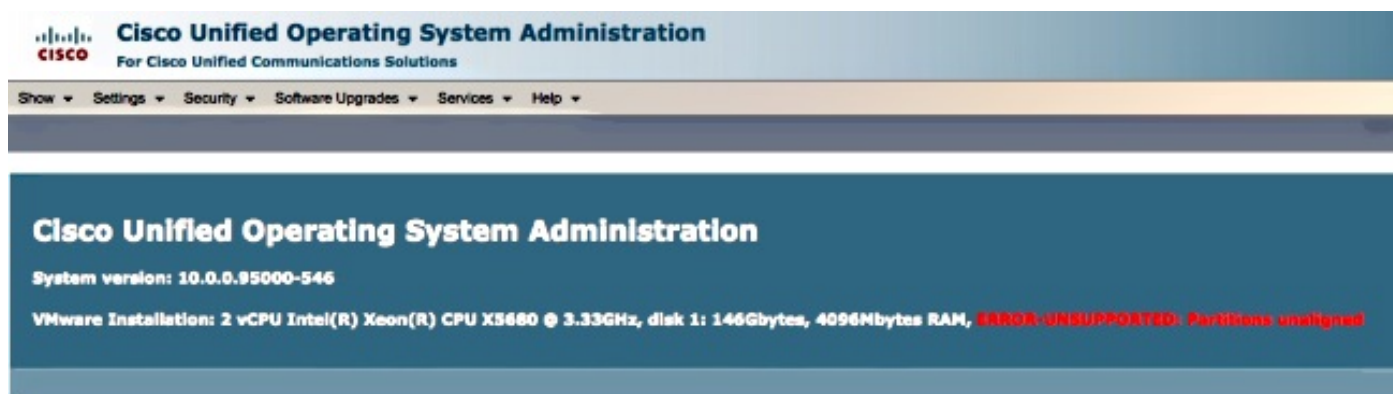 Cisco Unified Operating System Administration
CISCO
For Cisco Unified Communications Solutions
Show Settings Security Software Upgrades Services Help
Cisco Unified Operating System Administration
System version: 10.0.0.95000-546
VMware Installation: 2 vCPU Intel(R) Xeon(R) CPU X5680 @ 3.33GHz, disk 1: 146Gbytes, 4096Mbytes RAM, ERROR-UNSUPPORTED: Partitions unaligned